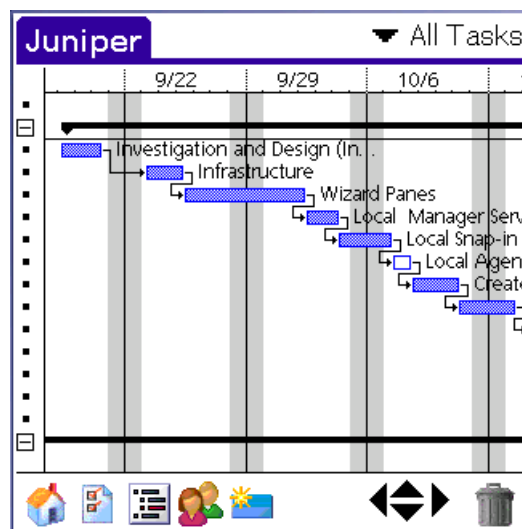 Juniper
All Tasks
9/22 9/29 10/6
Investigation and Design (In...
Infrastructure
Wizard Panes
Local Manager Serv
Local Snap-in
Local Agen
Create